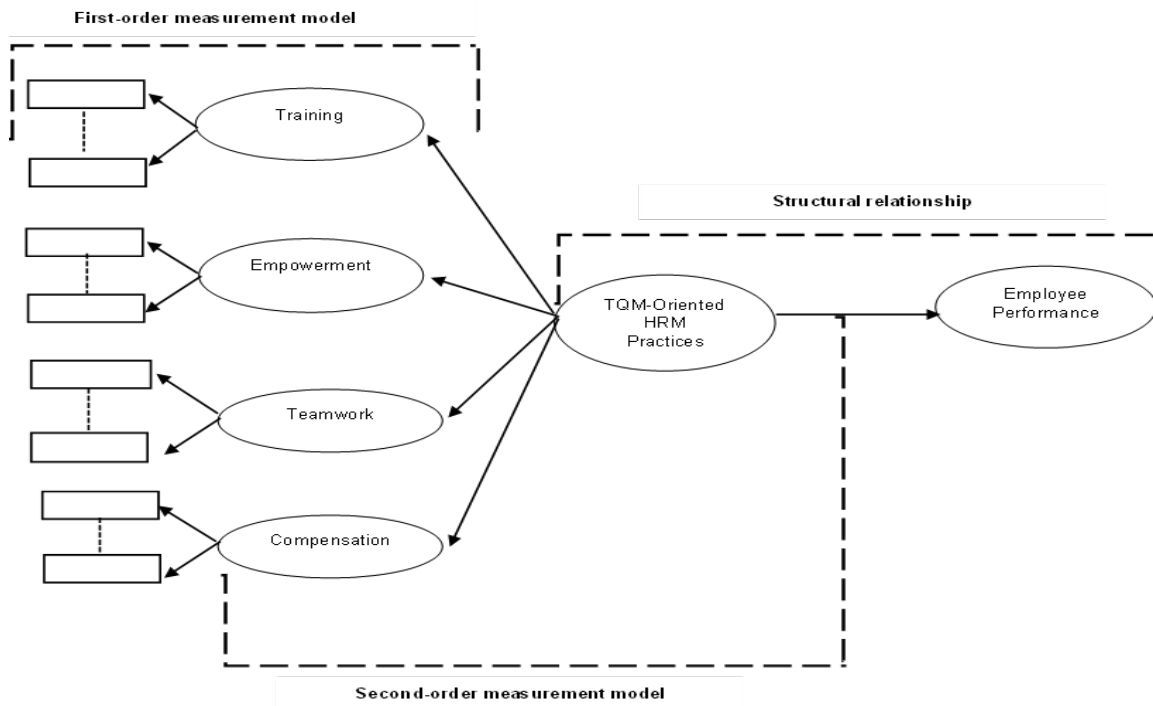 First-order measurement model
Training
Structural relationship
Empowerment
TQM-Oriented
HRM
Practices
Employee
Performance
Teamwork
Compensation
Second-order measurement model